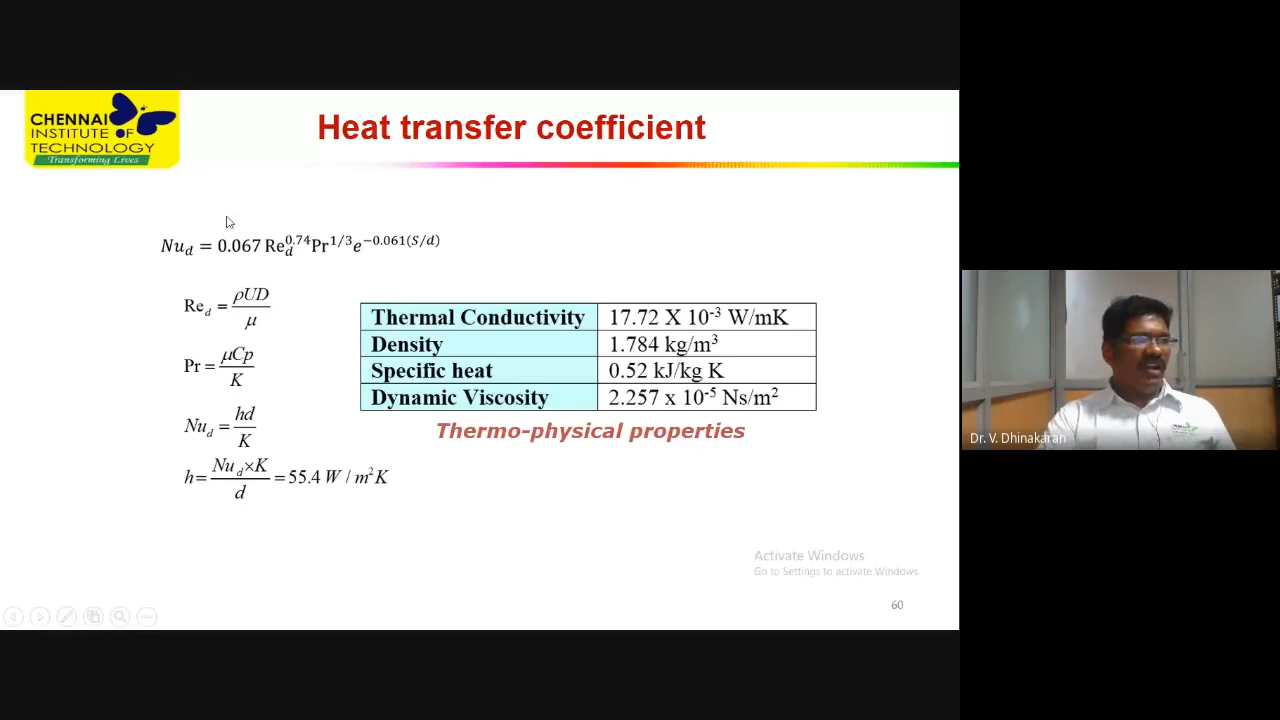 CHENNAI
INSTITUTE OF
TECHNOLOGY
Transforming Lives
Heat transfer coefficient
Nu_d = 0.067 Re_d^0.74 Pr^1/3 e^−0.061(S/d)
Re_d = ρUD / μ
Pr = μCp / K
Nu_d = hd / K
h = Nu_d × K / d = 55.4 W / m² K
Thermal Conductivity 17.72 X 10⁻³ W/mK
Density 1.784 kg/m³
Specific heat 0.52 kJ/kg K
Dynamic Viscosity 2.257 x 10⁻⁵ Ns/m²
Thermo-physical properties
Dr. V. Dhinakaran
Activate Windows
Go to Settings to activate Windows.
60